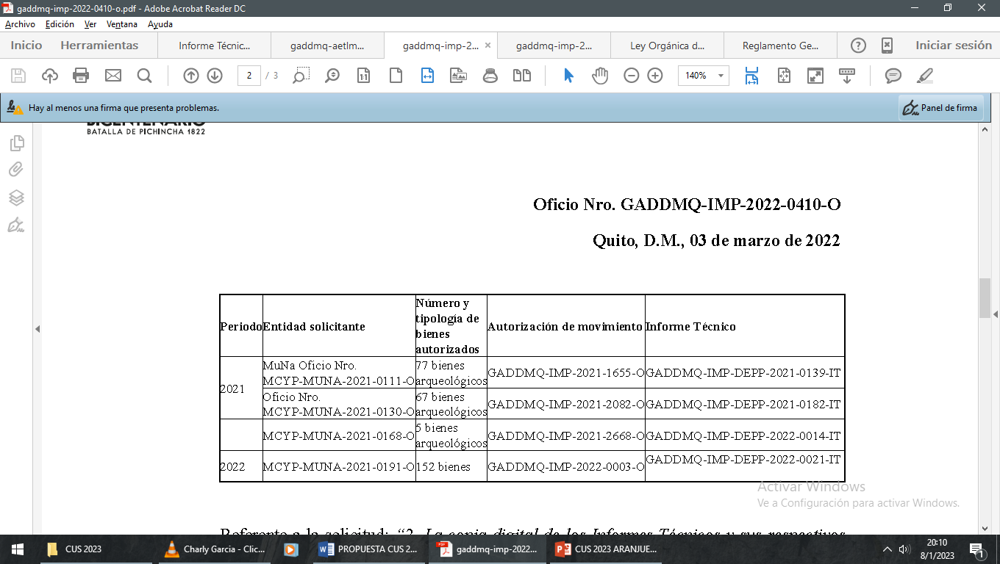 gaddmq-imp-2022-0410-o.pdf - Adobe Acrobat Reader DC
Archivo Edición Ver Ventana Ayuda
Inicio Herramientas Informe Técnic... gaddmq-aetlm... gaddmq-imp-2... × gaddmq-imp-2... Ley Orgánica d... Reglamento Ge... Iniciar sesión
2 / 3 140%
Hay al menos una firma que presenta problemas. Panel de firma
BICENTENARIO
BATALLA DE PICHINCHA 1822
Oficio Nro. GADDMQ-IMP-2022-0410-O
Quito, D.M., 03 de marzo de 2022
Periodo
Entidad solicitante
Número y
tipología de
bienes
autorizados
Autorización de movimiento
Informe Técnico
2021
MuNa Oficio Nro.
MCYP-MUNA-2021-0111-O
77 bienes
arqueológicos
GADDMQ-IMP-2021-1655-O
GADDMQ-IMP-DEPP-2021-0139-IT
Oficio Nro.
MCYP-MUNA-2021-0130-O
67 bienes
arqueológicos
GADDMQ-IMP-2021-2082-O
GADDMQ-IMP-DEPP-2021-0182-IT
MCYP-MUNA-2021-0168-O
5 bienes
arqueológicos
GADDMQ-IMP-2021-2668-O
GADDMQ-IMP-DEPP-2022-0014-IT
2022
MCYP-MUNA-2021-0191-O
152 bienes
GADDMQ-IMP-2022-0003-O
GADDMQ-IMP-DEPP-2022-0021-IT
Activar Windows
Ve a Configuración para activar Windows.
Referente a la solicitud: “2. La copia digital de los Informes Técnicos y sus respectivos
CUS 2023 Charly Garcia - Clic... PROPUESTA CUS 2... gaddmq-imp-2022... CUS 2023 ARANJUE...
20:10
8/1/2023
1